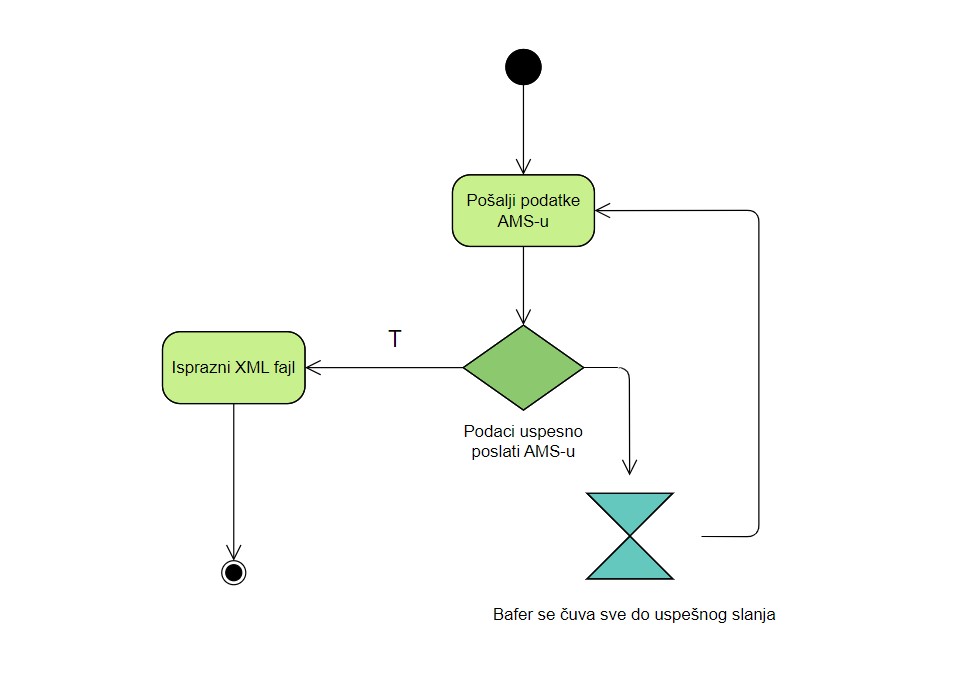 Pošalji podatke
AMS-u
T
Isprazni XML fajl
Podaci uspesno
poslati AMS-u
Bafer se čuva sve do uspešnog slanja